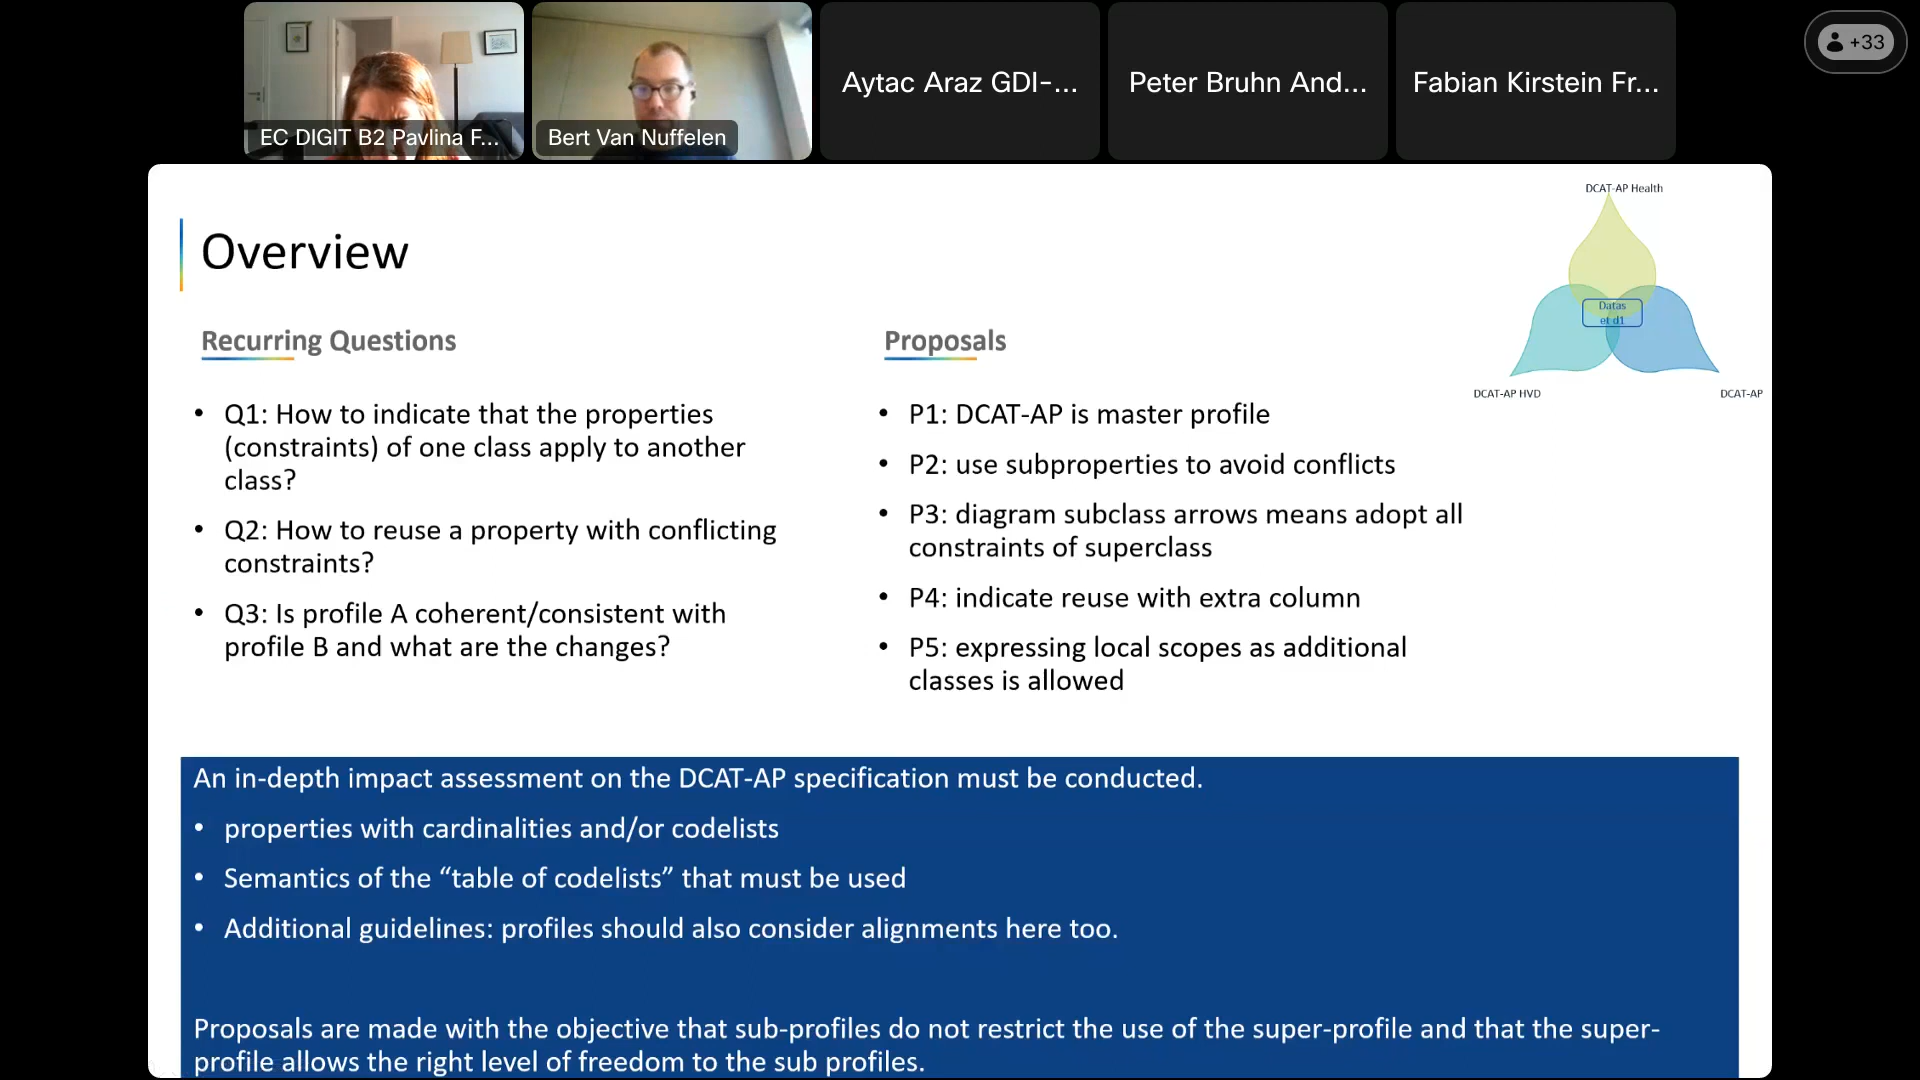 EC DIGIT B2 Pavlina F...
Bert Van Nuffelen
Aytac Araz GDI-...
Peter Bruhn And...
Fabian Kirstein Fr...
+33
Overview
DCAT-AP Health
Datas
et d1
DCAT-AP HVD
DCAT-AP
Recurring Questions
• Q1: How to indicate that the properties
(constraints) of one class apply to another
class?
• Q2: How to reuse a property with conflicting
constraints?
• Q3: Is profile A coherent/consistent with
profile B and what are the changes?
Proposals
• P1: DCAT-AP is master profile
• P2: use subproperties to avoid conflicts
• P3: diagram subclass arrows means adopt all
constraints of superclass
• P4: indicate reuse with extra column
• P5: expressing local scopes as additional
classes is allowed
An in-depth impact assessment on the DCAT-AP specification must be conducted.
• properties with cardinalities and/or codelists
• Semantics of the “table of codelists” that must be used
• Additional guidelines: profiles should also consider alignments here too.
Proposals are made with the objective that sub-profiles do not restrict the use of the super-profile and that the super-
profile allows the right level of freedom to the sub profiles.